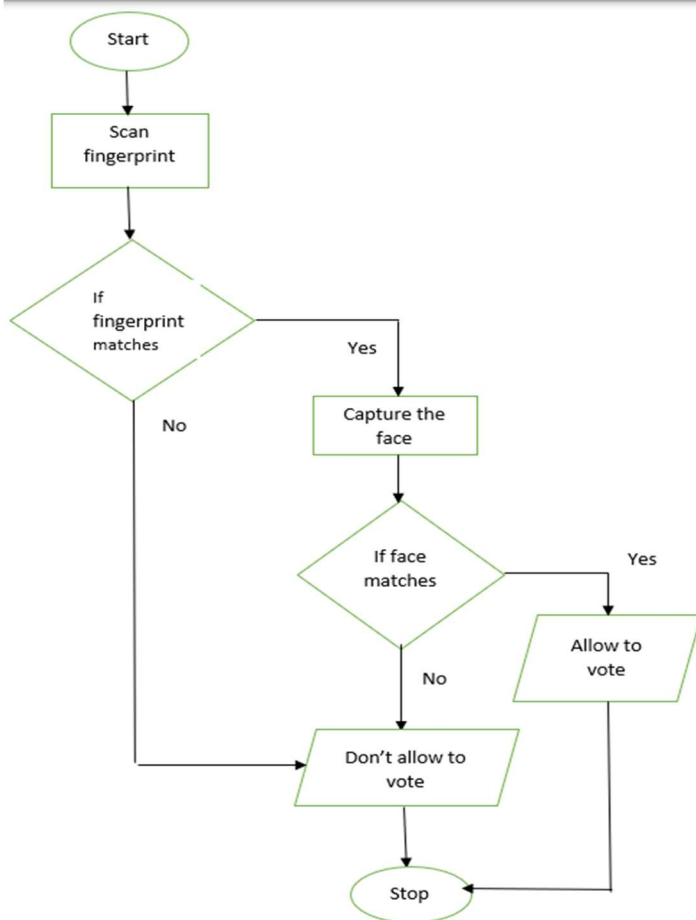 Start
Scan
fingerprint
If
fingerprint
matches
Yes
No
Capture the
face
If face
matches
Yes
No
Allow to
vote
Don't allow to
vote
Stop